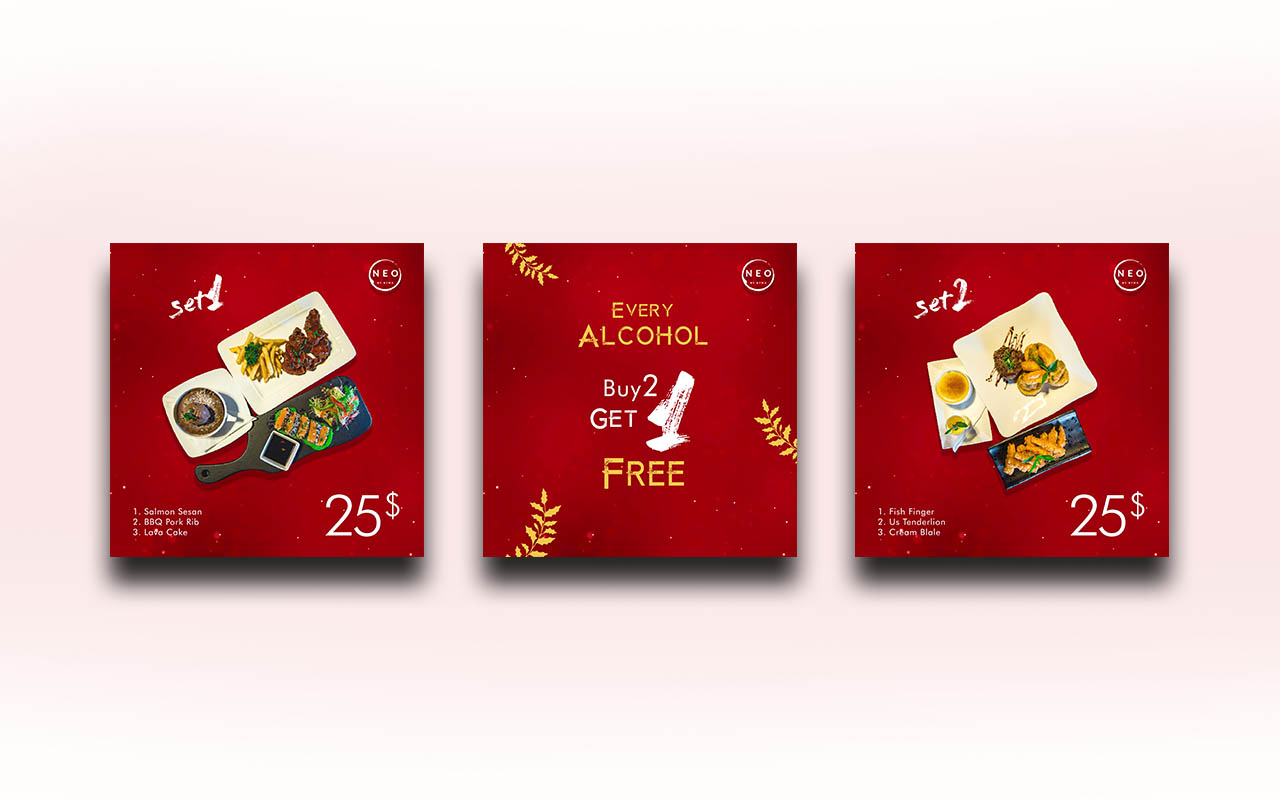 set1
NEO
1. Salmon Sesan
2. BBQ Pork Rib
3. Lava Cake
25$
NEO
EVERY
ALCOHOL
Buy2
GET 1
FREE
set2
NEO
1. Fish Finger
2. Us Tenderlion
3. Cream Blale
25$